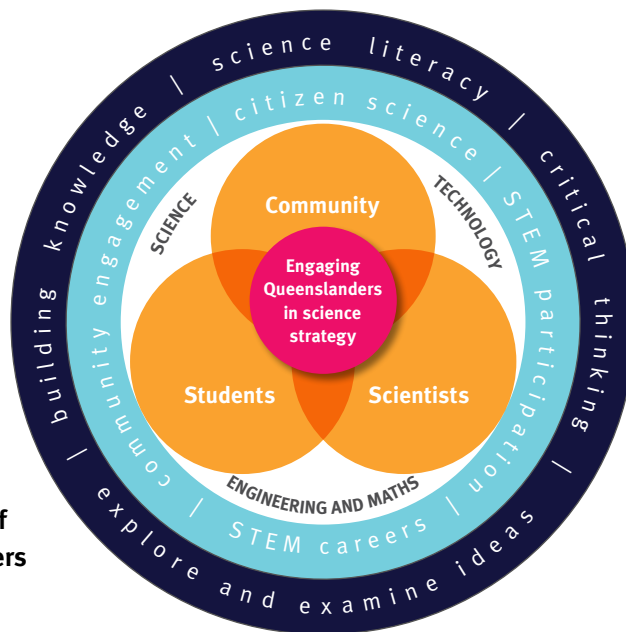 building knowledge | science literacy | critical thinking | explore and examine ideas |
community engagement | citizen science | STEM participation | STEM careers |
SCIENCE
TECHNOLOGY
ENGINEERING AND MATHS
Community
Engaging
Queenslanders
in science
strategy
Students
Scientists